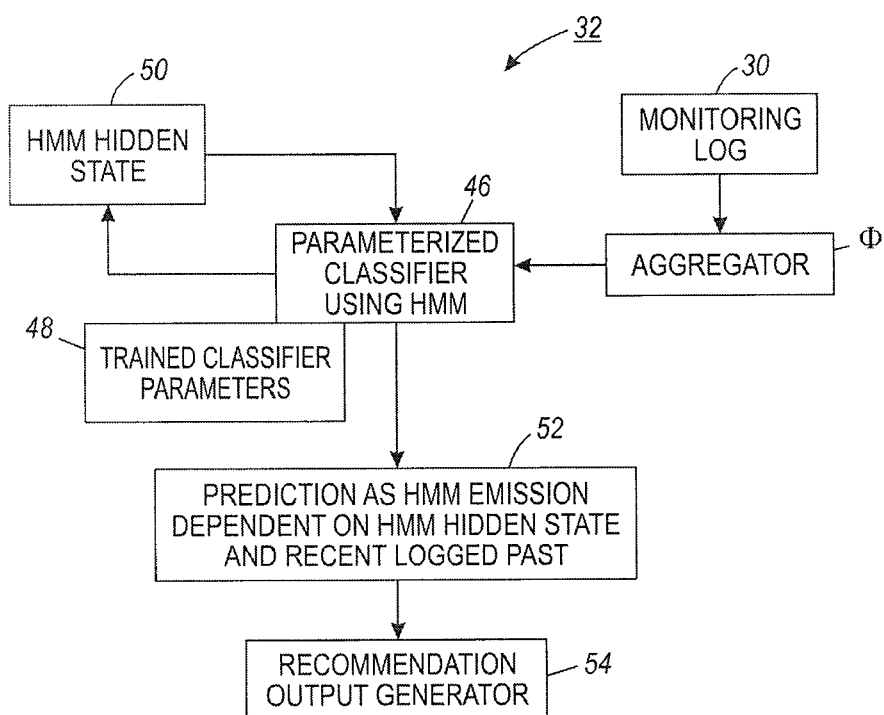 32
50
HMM HIDDEN
STATE
30
MONITORING
LOG
46
PARAMETERIZED
CLASSIFIER
USING HMM
AGGREGATOR
Φ
48
TRAINED CLASSIFIER
PARAMETERS
52
PREDICTION AS HMM EMISSION
DEPENDENT ON HMM HIDDEN STATE
AND RECENT LOGGED PAST
RECOMMENDATION
OUTPUT GENERATOR
54